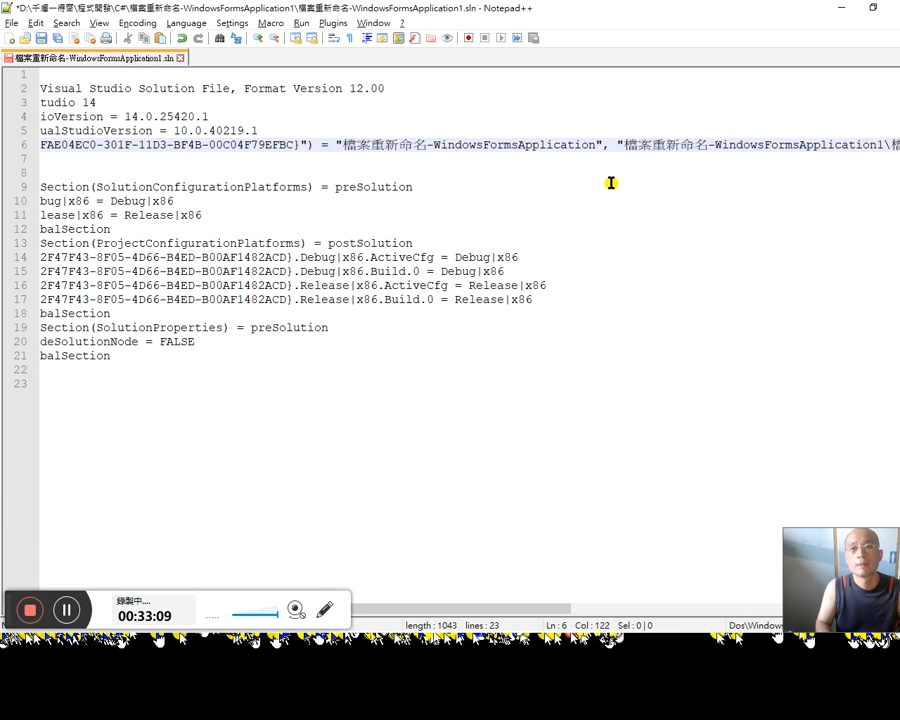 *D:\千慮一得齋\程式開發\C#\檔案重新命名-WindowsFormsApplication1\檔案重新命名-WindowsFormsApplication1.sln - Notepad++
File Edit Search View Encoding Language Settings Macro Run Plugins Window ?
檔案重新命名-WindowsFormsApplication1.sln
1
2 Visual Studio Solution File, Format Version 12.00
3 tudio 14
4 ioVersion = 14.0.25420.1
5 ualStudioVersion = 10.0.40219.1
6 FAE04EC0-301F-11D3-BF4B-00C04F79EFBC}") = "檔案重新命名-WindowsFormsApplication", "檔案重新命名-WindowsFormsApplication1\檔
7
8
9 Section(SolutionConfigurationPlatforms) = preSolution
10 bug|x86 = Debug|x86
11 lease|x86 = Release|x86
12 balSection
13 Section(ProjectConfigurationPlatforms) = postSolution
14 2F47F43-8F05-4D66-B4ED-B00AF1482ACD}.Debug|x86.ActiveCfg = Debug|x86
15 2F47F43-8F05-4D66-B4ED-B00AF1482ACD}.Debug|x86.Build.0 = Debug|x86
16 2F47F43-8F05-4D66-B4ED-B00AF1482ACD}.Release|x86.ActiveCfg = Release|x86
17 2F47F43-8F05-4D66-B4ED-B00AF1482ACD}.Release|x86.Build.0 = Release|x86
18 balSection
19 Section(SolutionProperties) = preSolution
20 deSolutionNode = FALSE
21 balSection
22
23
錄製中....
00:33:09
length : 1043 lines : 23 Ln : 6 Col : 122 Sel : 0 | 0 Dos\Windows